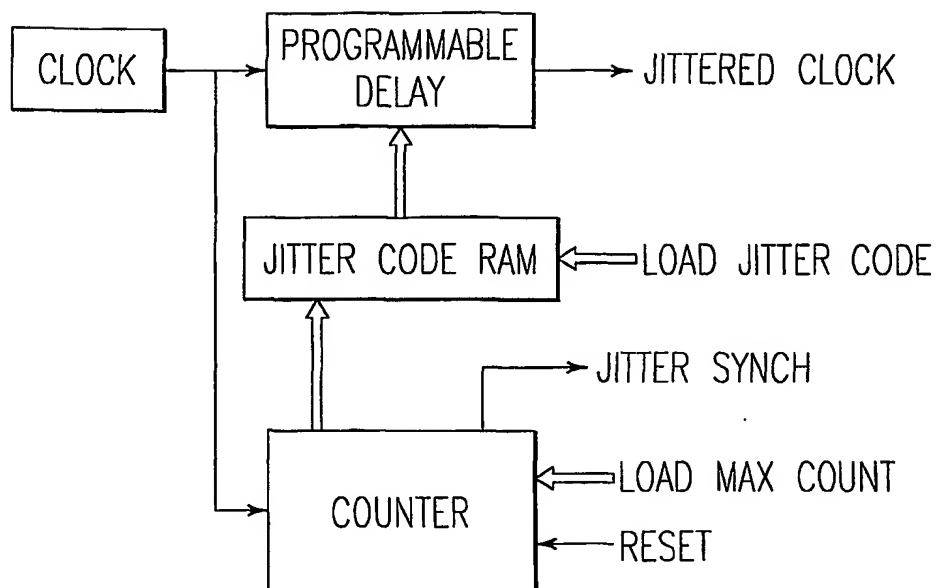 CLOCK
PROGRAMMABLE
DELAY
JITTERED CLOCK
JITTER CODE RAM
LOAD JITTER CODE
JITTER SYNCH
COUNTER
LOAD MAX COUNT
RESET